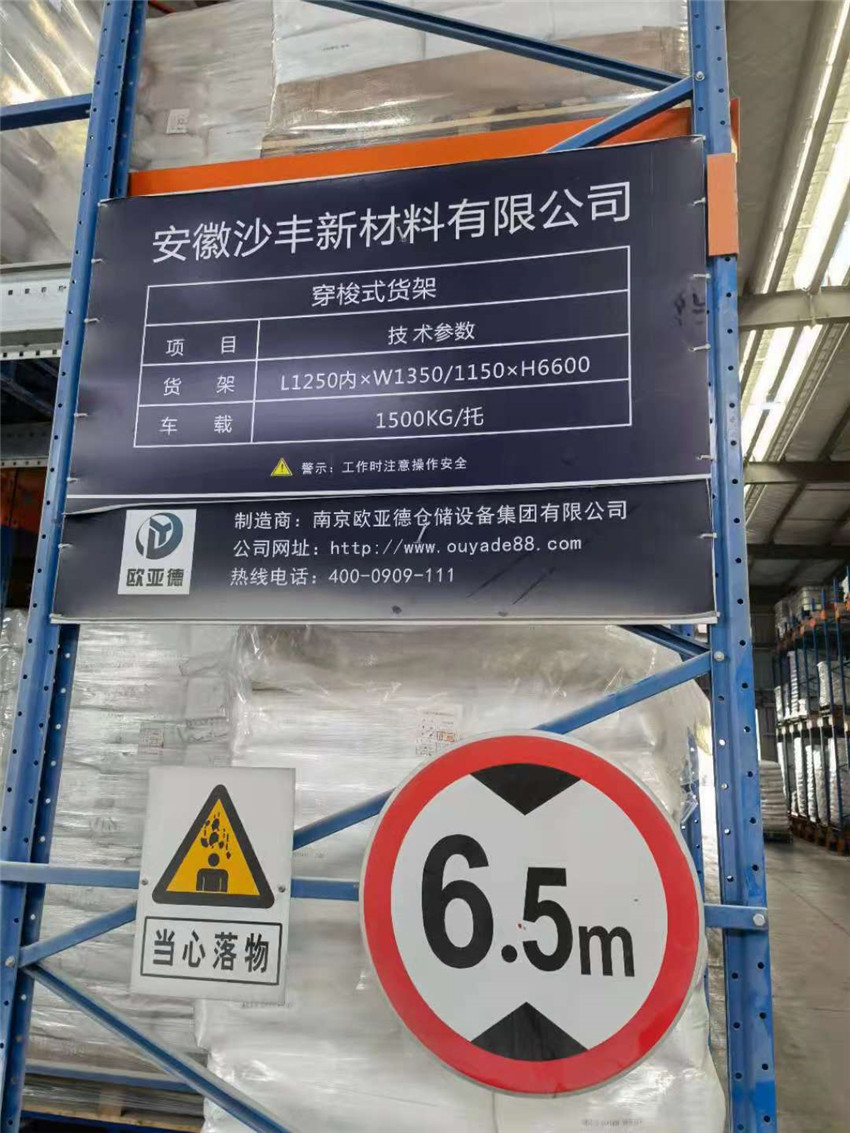 安徽沙丰新材料有限公司
穿梭式货架
项 目 技术参数
货 架 L1250内×W1350/1150×H6600
车 载 1500KG/托
警示：工作时注意操作安全
欧亚德
制造商：南京欧亚德仓储设备集团有限公司
公司网址：http://www.ouyade88.com
热线电话：400-0909-111
当心落物
6.5m